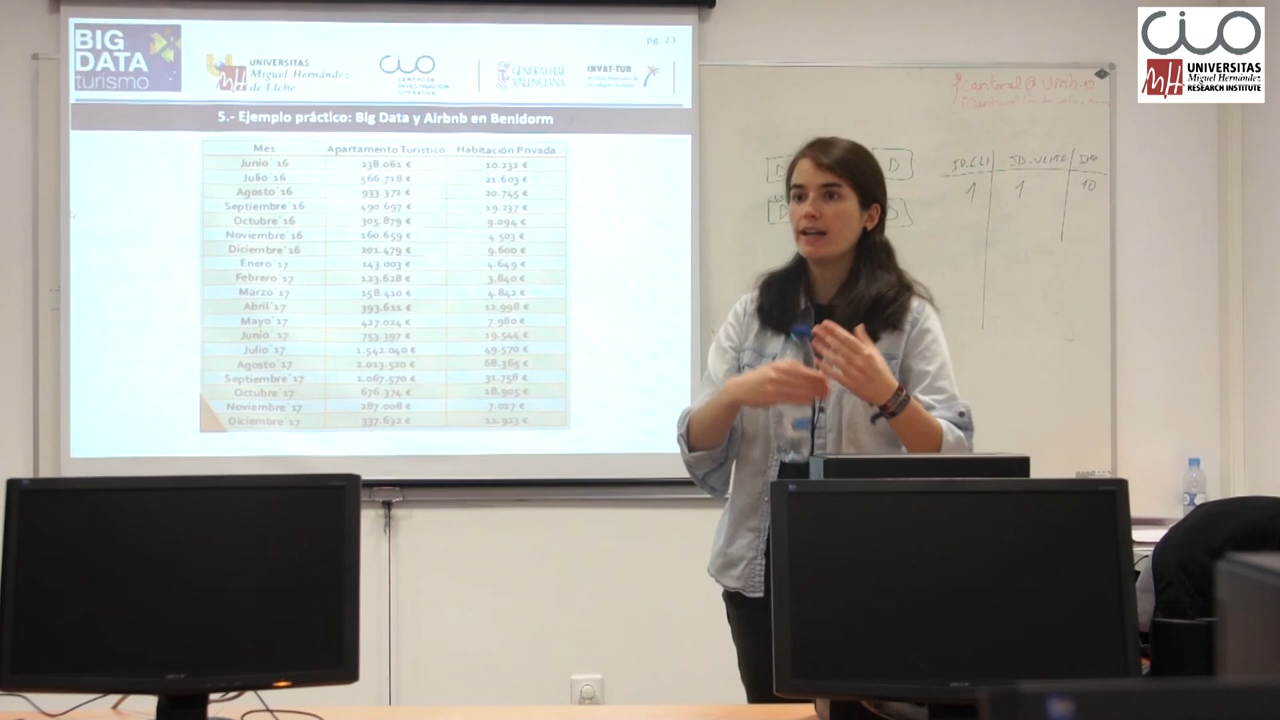 BIG
DATA
turismo
UNIVERSITAS
Miguel Hernández
de Elche
CIO
CENTRO DE
INVESTIGACIÓN
OPERATIVA
GENERALITAT
VALENCIANA
INVAT·TUR
pg. 23
5.- Ejemplo práctico: Big Data y Airbnb en Benidorm
Mes Apartamento Turístico Habitación Privada
Junio´ 16 238.061 € 10.232 €
Julio´ 16 566.718 € 21.603 €
Agosto´ 16 933.372 € 20.745 €
Septiembre´ 16 490.697 € 19.237 €
Octubre´ 16 305.879 € 9.094 €
Noviembre´ 16 160.659 € 4.503 €
Diciembre´ 16 201.479 € 9.600 €
Enero´ 17 143.003 € 4.649 €
Febrero´ 17 123.628 € 3.840 €
Marzo´ 17 158.410 € 4.842 €
Abril´17 393.611 € 12.998 €
Mayo´ 17 427.024 € 7.980 €
Junio´ 17 753.397 € 19.544 €
Julio´17 1.542.040 € 49.570 €
Agosto´ 17 2.013.520 € 68.365 €
Septiembre´ 17 1.067.570 € 31.758 €
Octubre´ 17 676.374 € 18.905 €
Noviembre´ 17 287.008 € 7.027 €
Diciembre´ 17 337.632 € 11.923 €
ID_CLI
1 1 10
D
CIO
UNIVERSITAS
Miguel Hernández
RESEARCH INSTITUTE